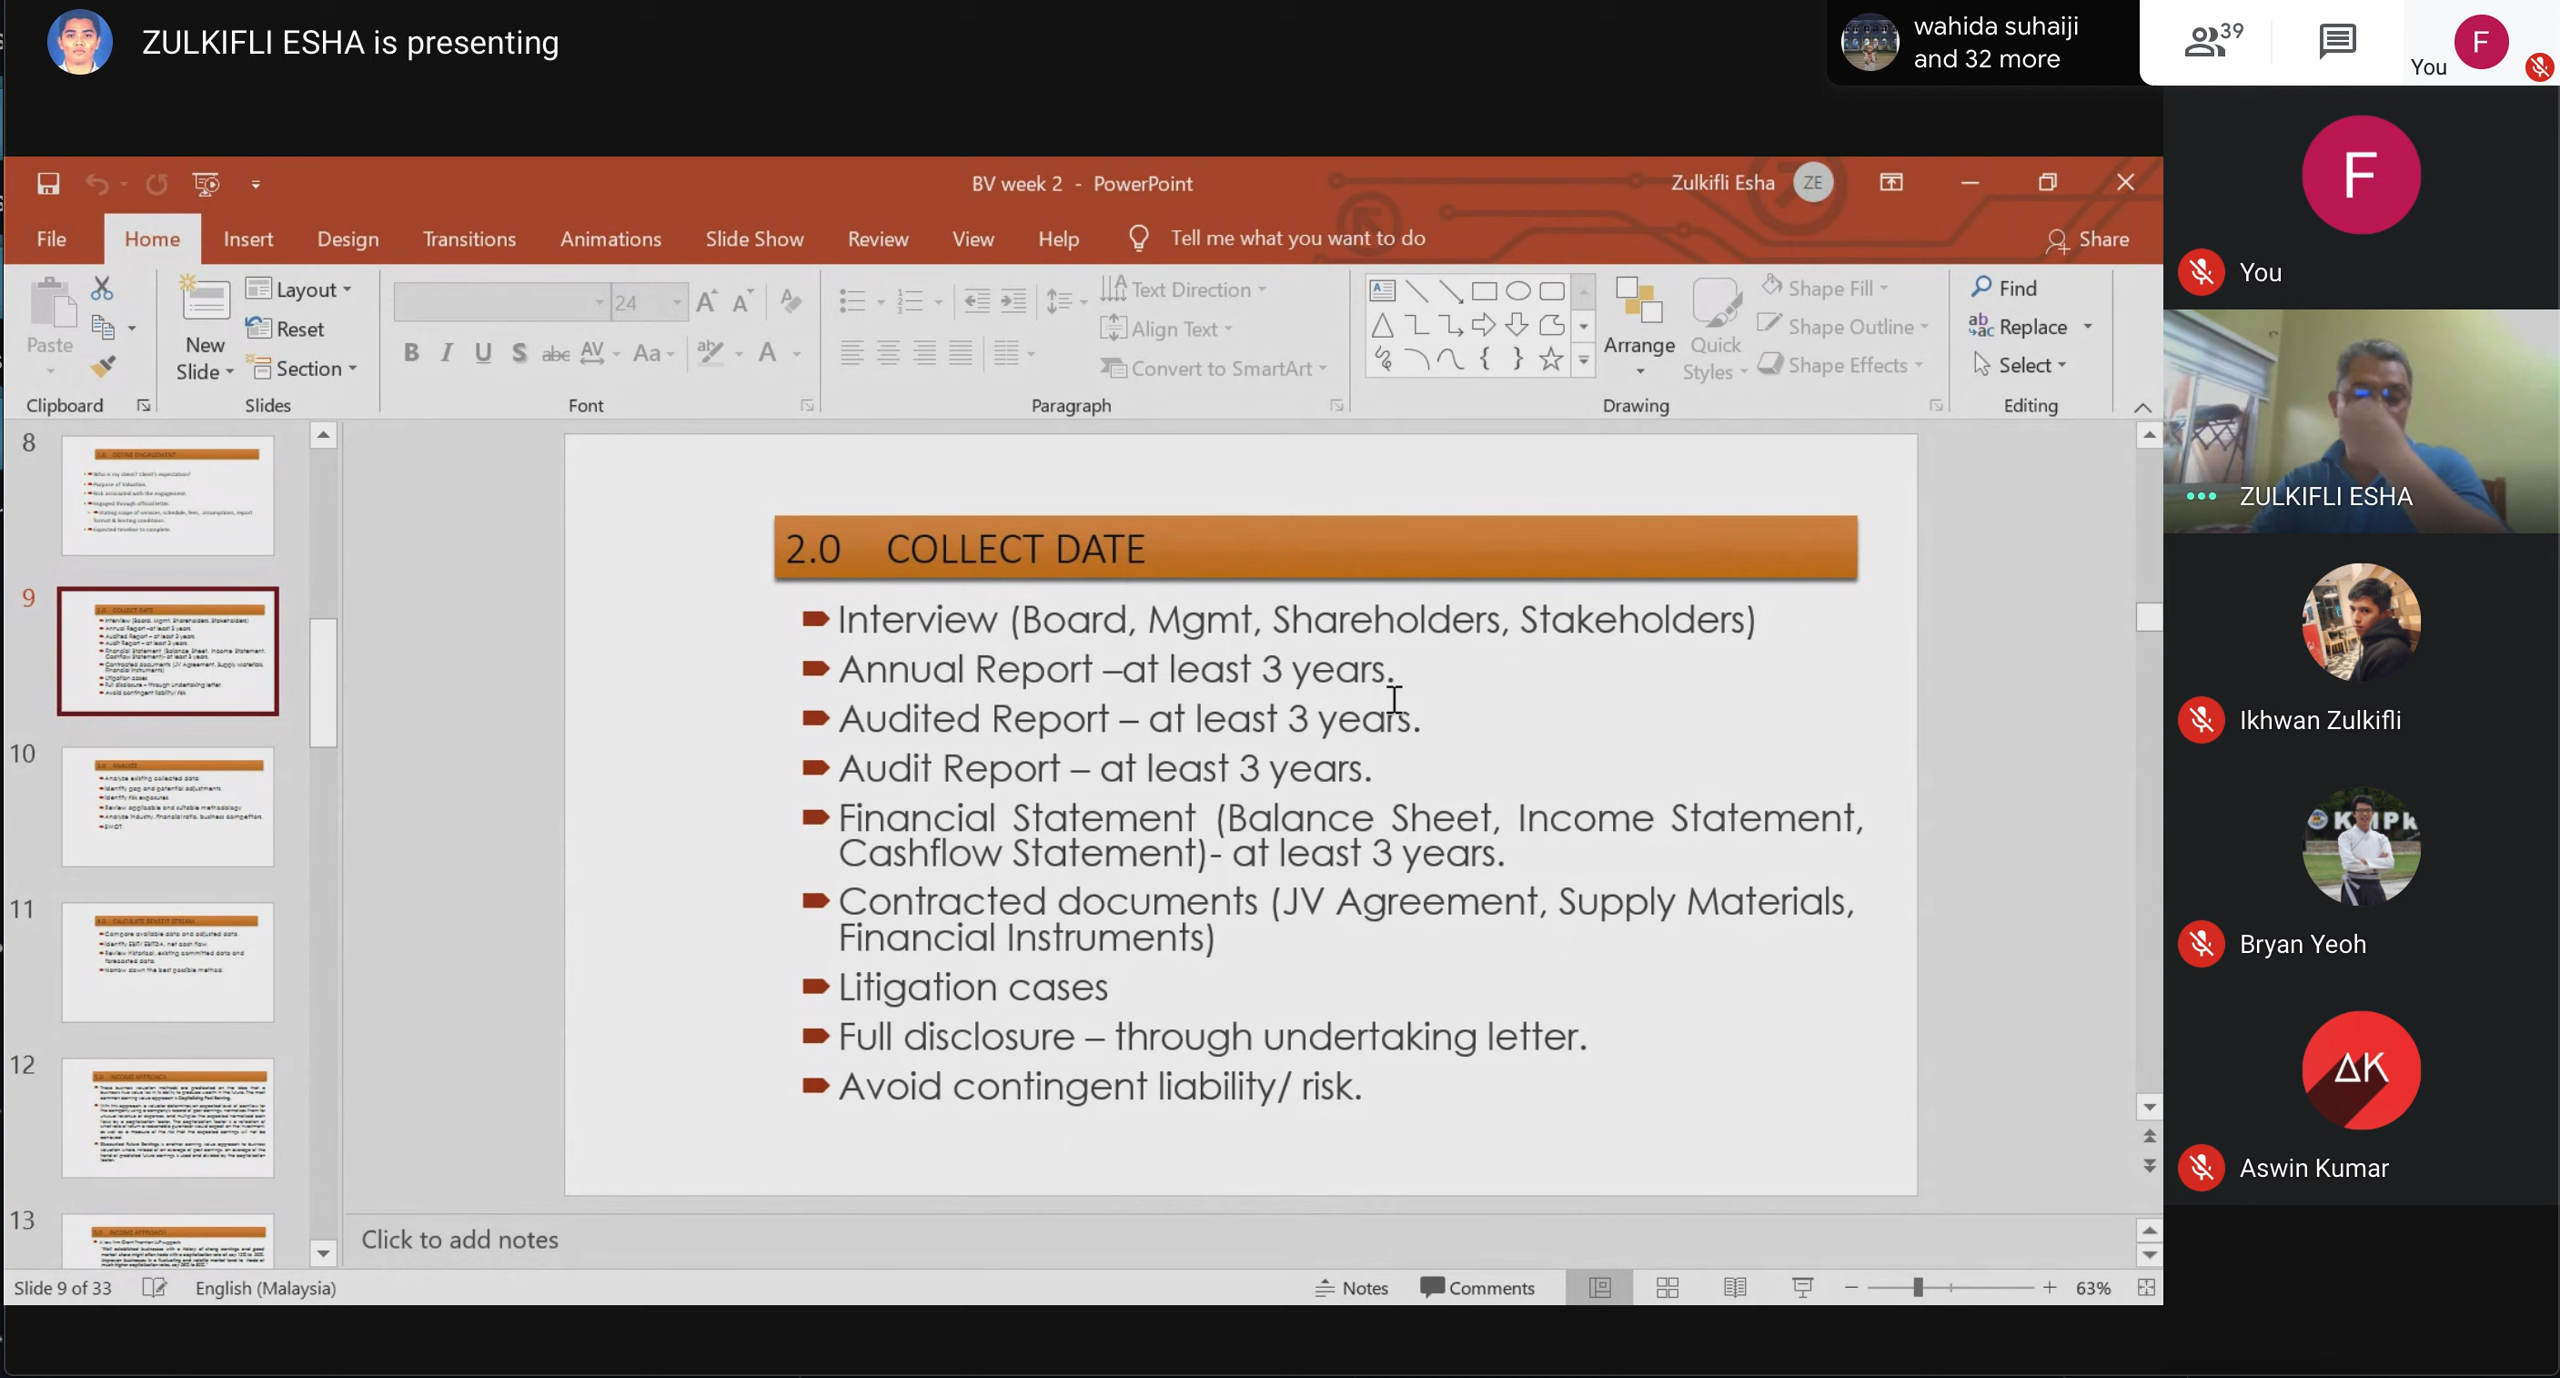 ZULKIFLI ESHA is presenting
wahida suhaiji
and 32 more
39
You
F
BV week 2 - PowerPoint
Zulkifli Esha
ZE
File
Home
Insert
Design
Transitions
Animations
Slide Show
Review
View
Help
Tell me what you want to do
Share
Paste
New
Slide
Layout
Reset
Section
24
B I U S abc AV Aa A
Text Direction
Align Text
Convert to SmartArt
Arrange
Quick
Styles
Shape Fill
Shape Outline
Shape Effects
Find
Replace
Select
Clipboard
Slides
Font
Paragraph
Drawing
Editing
8
9
10
11
12
13
2.0 COLLECT DATE
Interview (Board, Mgmt, Shareholders, Stakeholders)
Annual Report –at least 3 years.
Audited Report – at least 3 years.
Audit Report – at least 3 years.
Financial Statement (Balance Sheet, Income Statement,
Cashflow Statement)- at least 3 years.
Contracted documents (JV Agreement, Supply Materials,
Financial Instruments)
Litigation cases
Full disclosure – through undertaking letter.
Avoid contingent liability/ risk.
Click to add notes
Slide 9 of 33
English (Malaysia)
Notes
Comments
63%
F
You
ZULKIFLI ESHA
Ikhwan Zulkifli
Bryan Yeoh
AK
Aswin Kumar